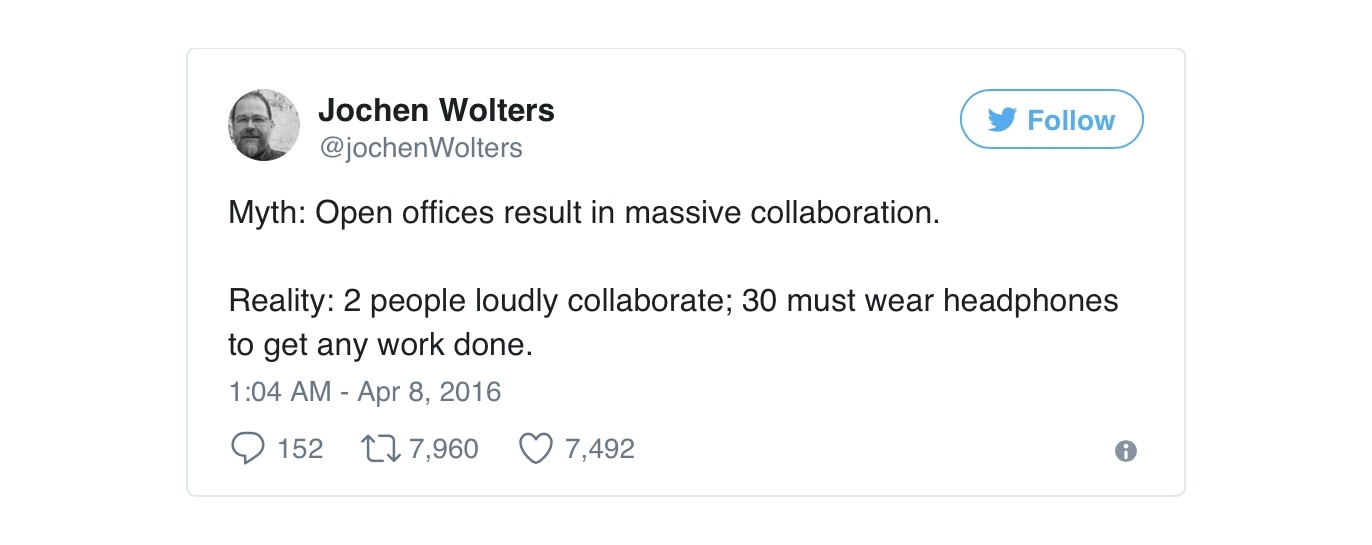 Jochen Wolters
@jochenWolters
Follow
Myth: Open offices result in massive collaboration.
Reality: 2 people loudly collaborate; 30 must wear headphones
to get any work done.
1:04 AM - Apr 8, 2016
152 7,960 7,492